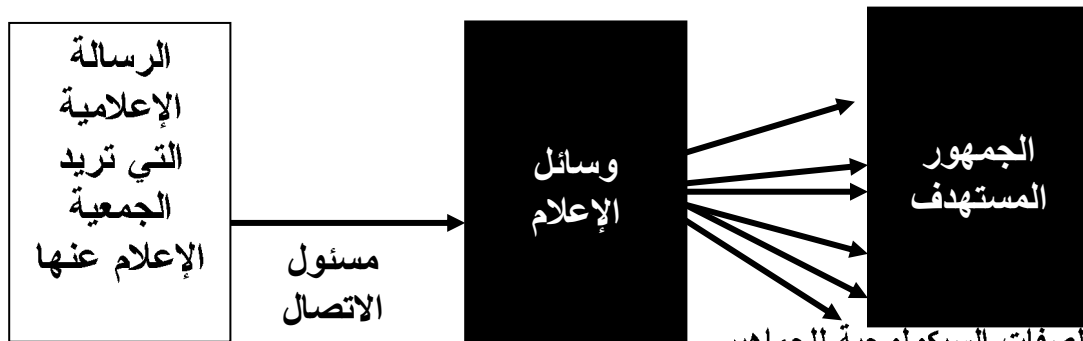 الرسالة
الإعلامية
التي تريد
الجمعية
الإعلام عنها
مسئول
الاتصال
وسائل
الإعلام
الجمهور
المستهدف